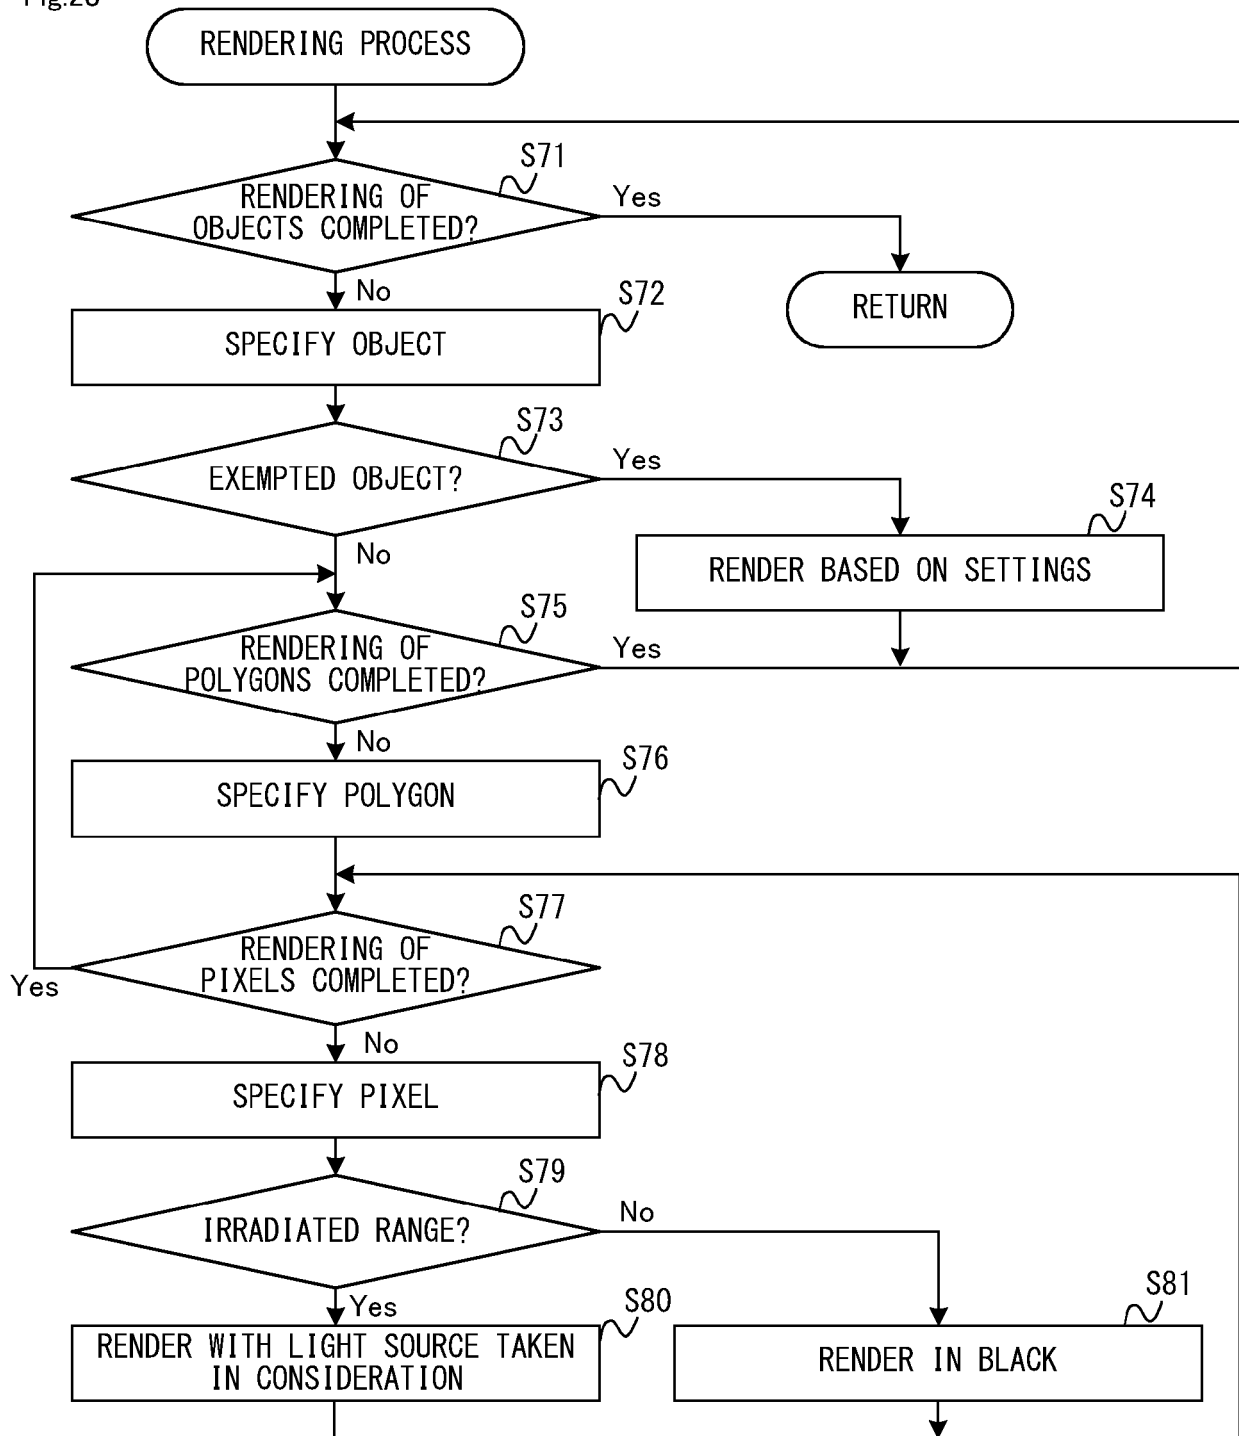 RENDERING PROCESS
S71
RENDERING OF
OBJECTS COMPLETED?
Yes
No
RETURN
S72
SPECIFY OBJECT
S73
EXEMPTED OBJECT?
Yes
No
S74
RENDER BASED ON SETTINGS
S75
RENDERING OF
POLYGONS COMPLETED?
Yes
No
S76
SPECIFY POLYGON
S77
RENDERING OF
PIXELS COMPLETED?
Yes
No
S78
SPECIFY PIXEL
S79
IRRADIATED RANGE?
No
Yes
S80
RENDER WITH LIGHT SOURCE TAKEN
IN CONSIDERATION
S81
RENDER IN BLACK